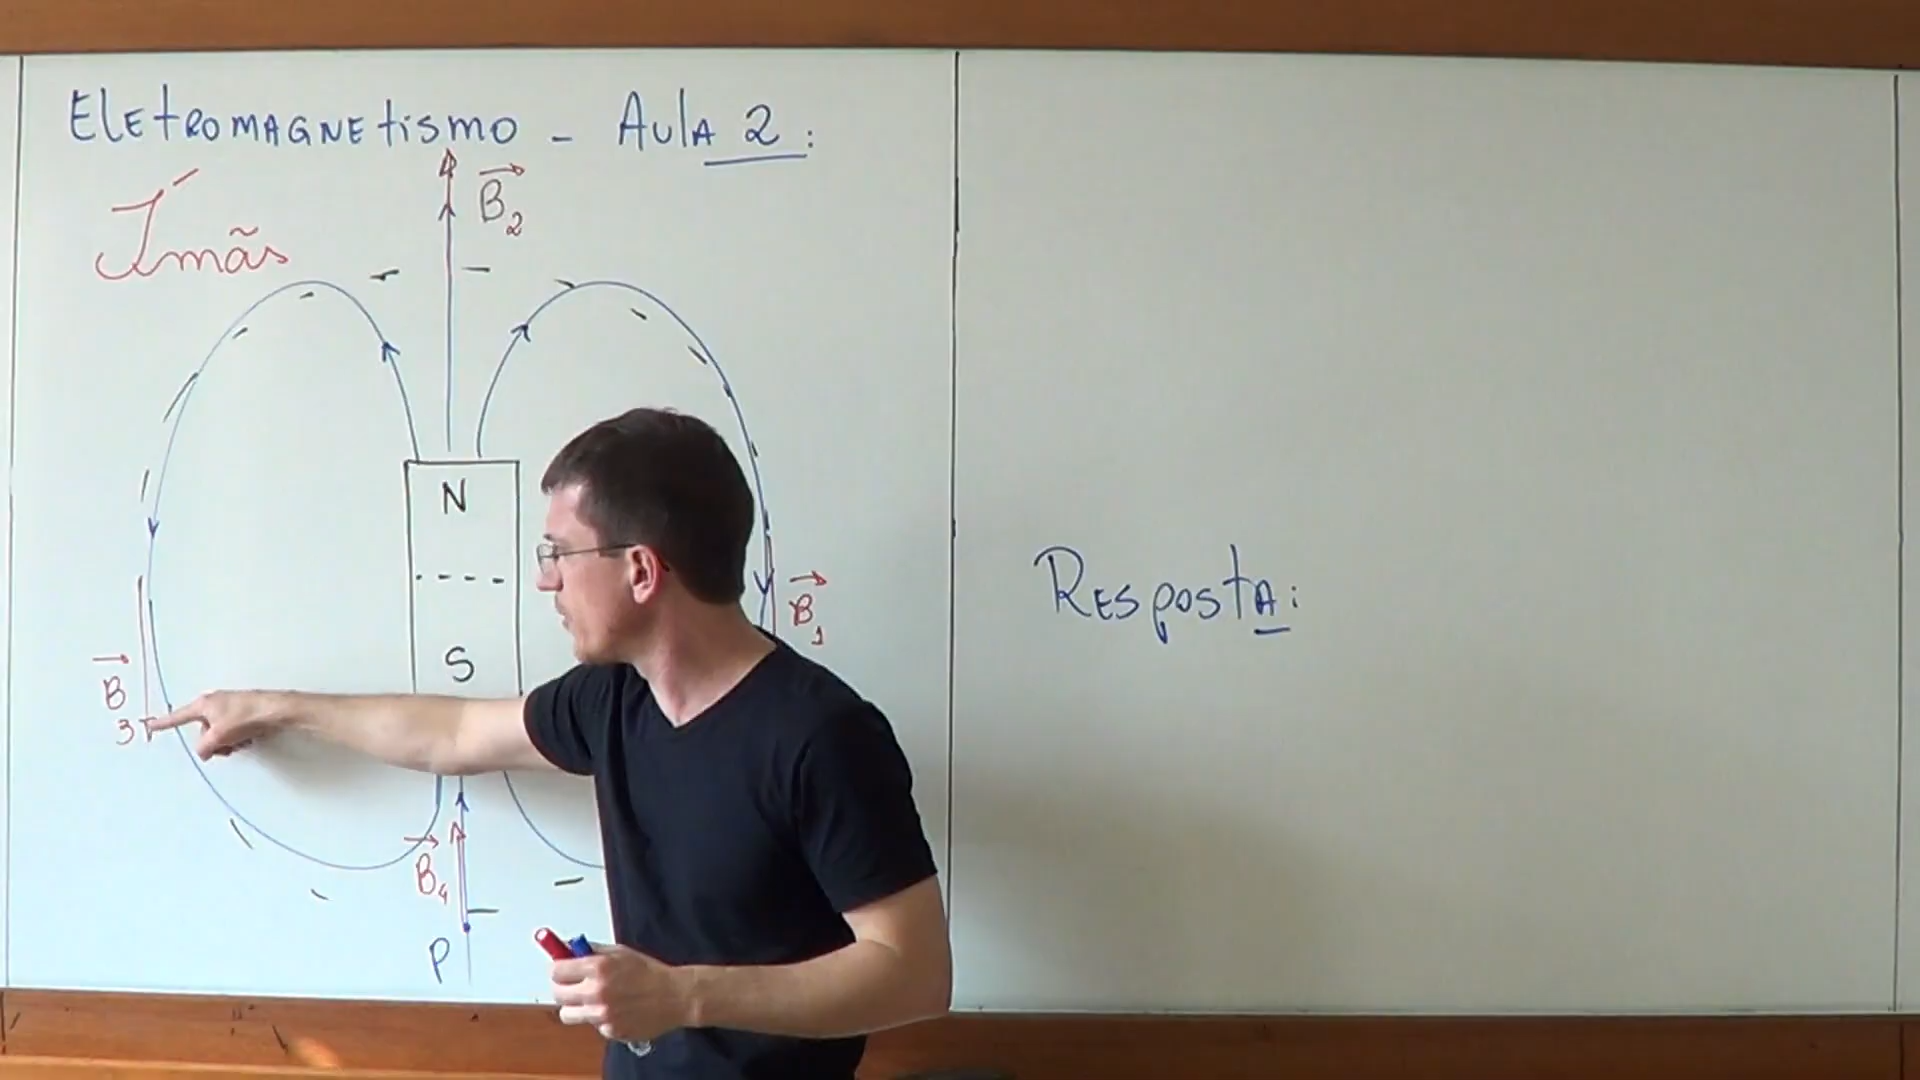 Eletromagnetismo - Aula 2:
Ímãs
B2
N
S
B1
B3
B4
P
Resposta: